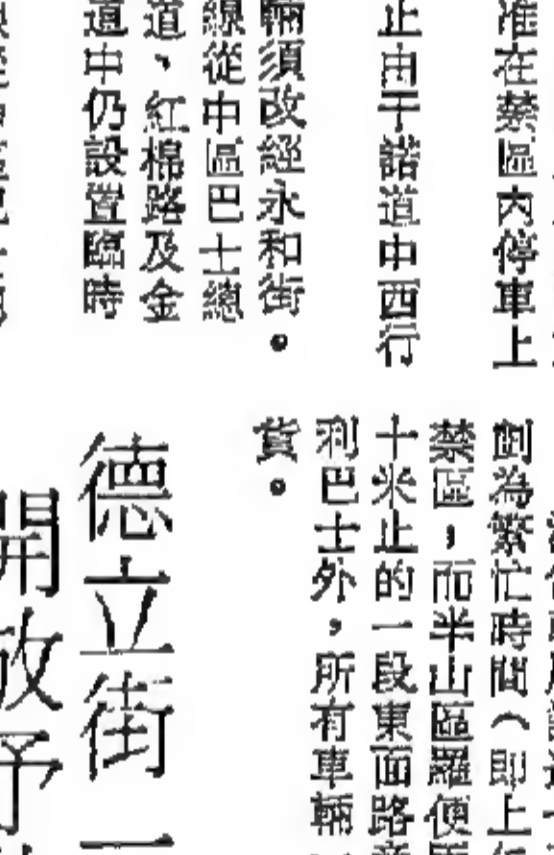 准在禁區內停車上
止由干諾道中西行
輛須改經永和街。
線從中區巴士總
道、紅棉路及金
道中仍設置臨時
劃為繁忙時間（即上
禁區，而半山區羅便
十米止的一段東面路
利巴士外，所有車輛
貨。
德立街一
開放予